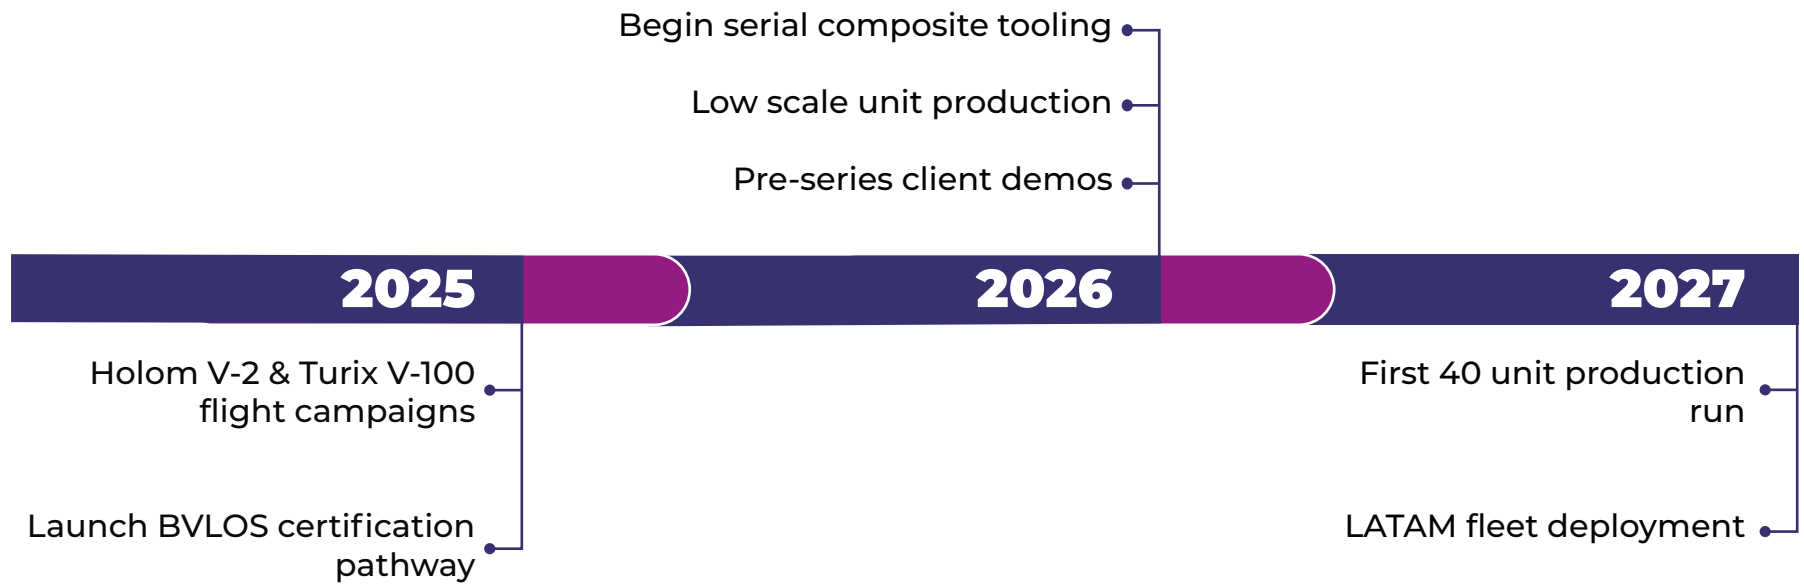 Begin serial composite tooling
Low scale unit production
Pre-series client demos
2025
2026
2027
Holom V-2 & Turix V-100
flight campaigns
Launch BVLOS certification
pathway
First 40 unit production
run
LATAM fleet deployment